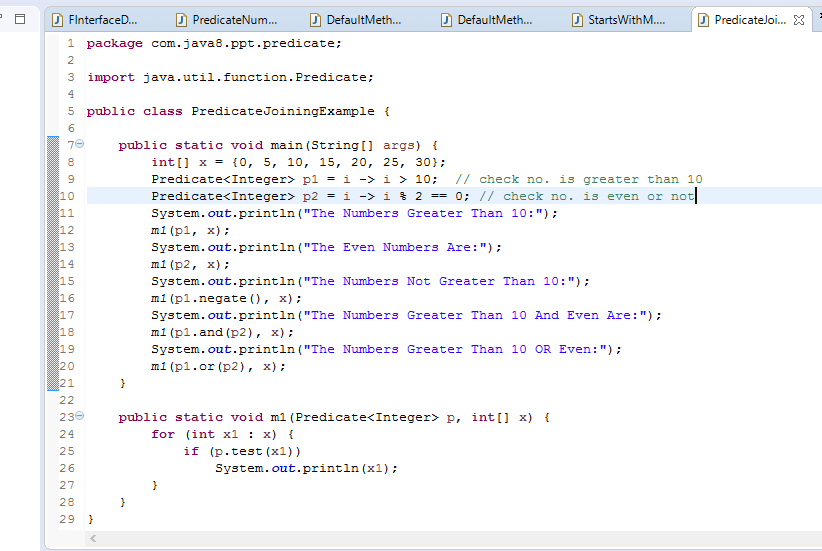 FInterfaceD... PredicateNum... DefaultMeth... DefaultMeth... StartsWithM.... PredicateJoi...
1 package com.java8.ppt.predicate;
2
3 import java.util.function.Predicate;
4
5 public class PredicateJoiningExample {
6
7 public static void main(String[] args) {
8 int[] x = {0, 5, 10, 15, 20, 25, 30};
9 Predicate<Integer> p1 = i -> i > 10;  // check no. is greater than 10
10 Predicate<Integer> p2 = i -> i % 2 == 0; // check no. is even or not
11 System.out.println("The Numbers Greater Than 10:");
12 m1(p1, x);
13 System.out.println("The Even Numbers Are:");
14 m1(p2, x);
15 System.out.println("The Numbers Not Greater Than 10:");
16 m1(p1.negate(), x);
17 System.out.println("The Numbers Greater Than 10 And Even Are:");
18 m1(p1.and(p2), x);
19 System.out.println("The Numbers Greater Than 10 OR Even:");
20 m1(p1.or(p2), x);
21 }
22
23 public static void m1(Predicate<Integer> p, int[] x) {
24 for (int x1 : x) {
25 if (p.test(x1))
26 System.out.println(x1);
27 }
28 }
29 }